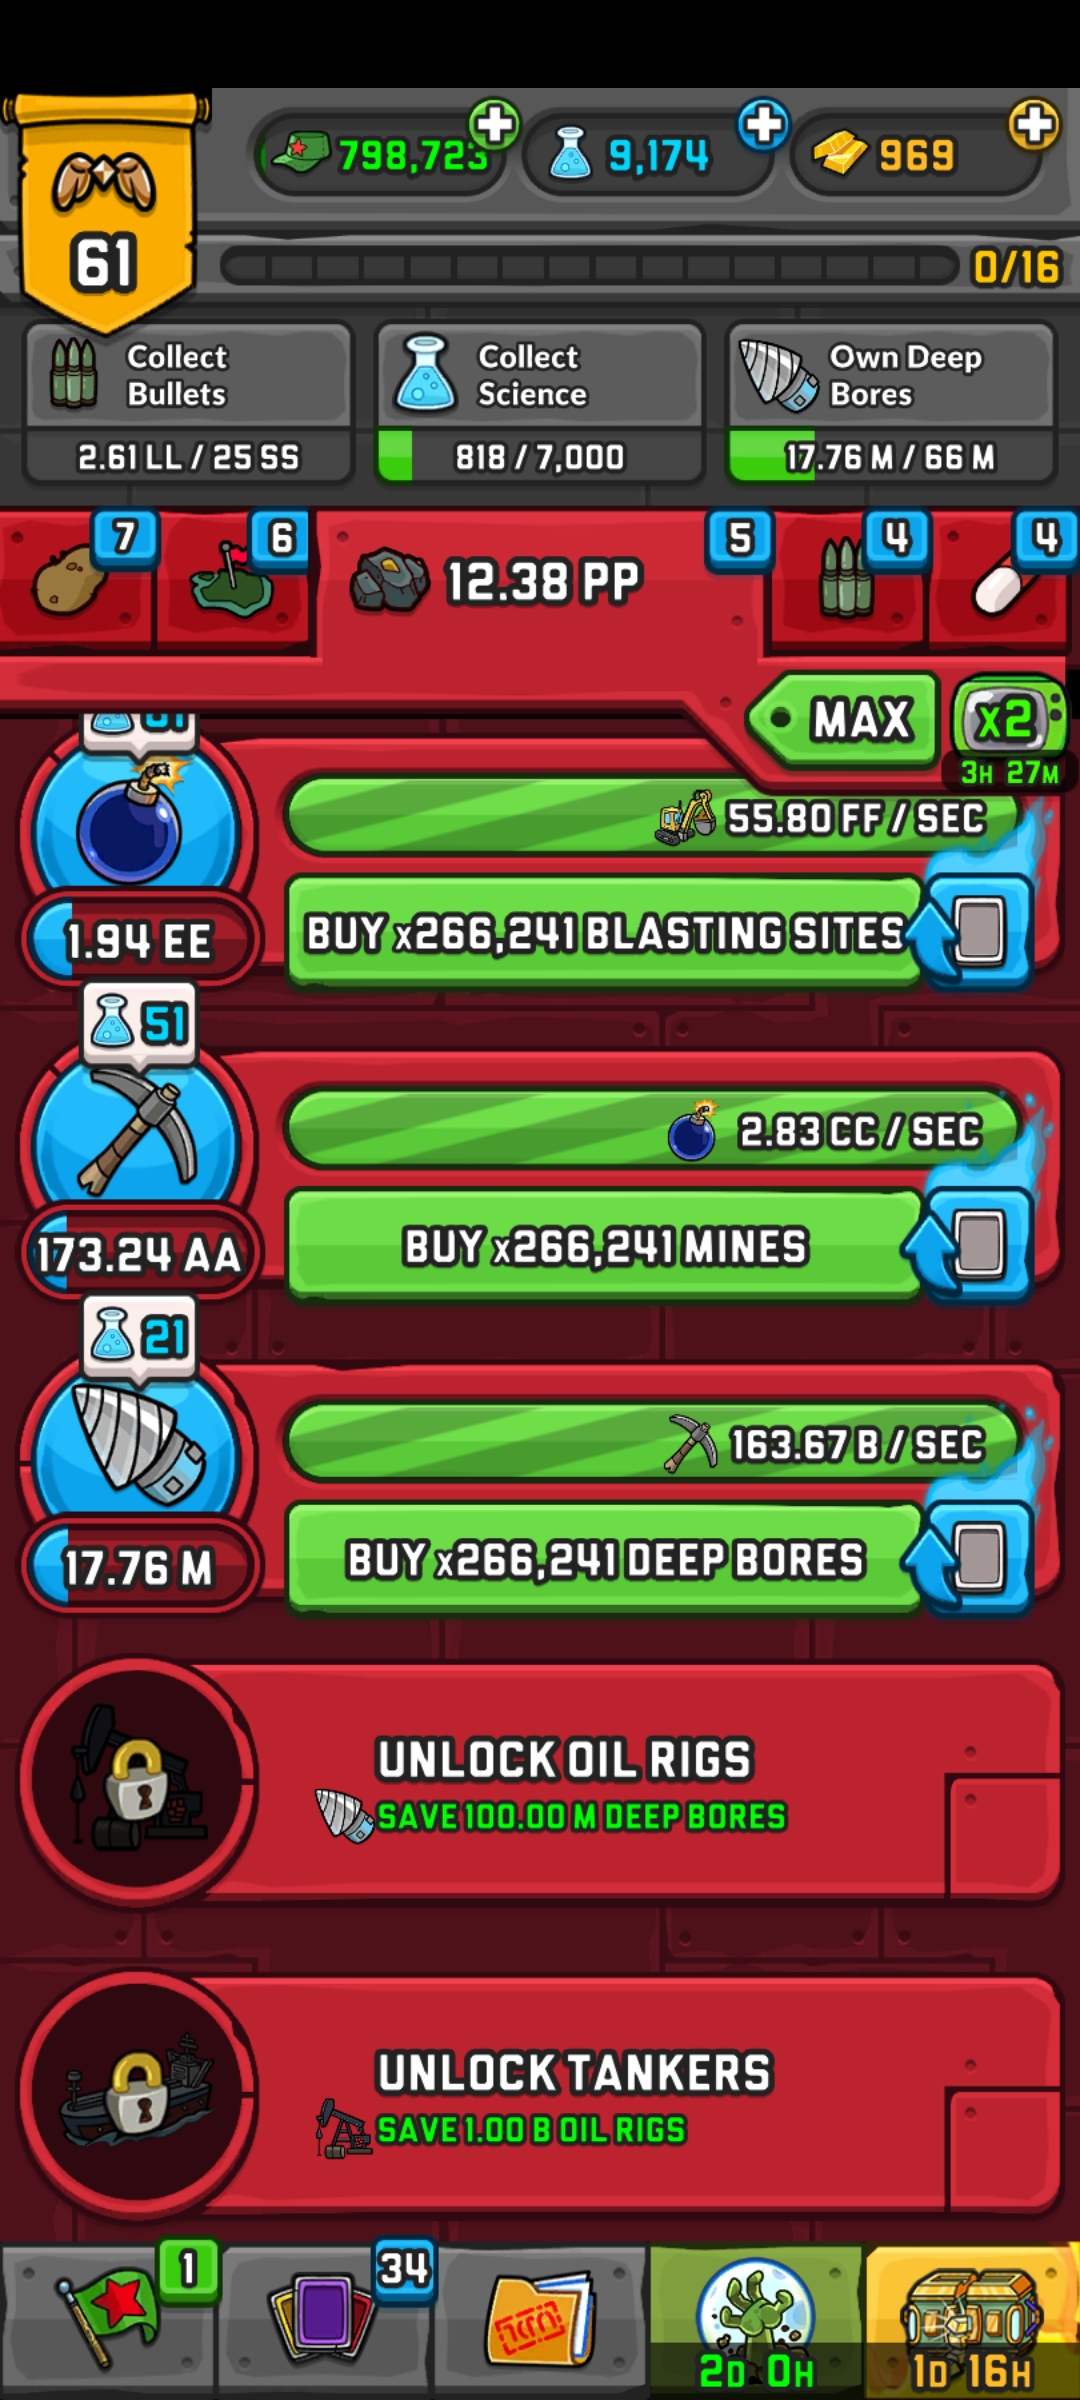 798,723
9,174
969
61
0/16
Collect
Bullets
2.61 LL / 25 SS
Collect
Science
818 / 7,000
Own Deep
Bores
17.76 M / 66 M
7
6
12.38 PP
5
4
4
MAX
x2
3H 27M
55.80 FF / SEC
1.94 EE
BUY x266,241 BLASTING SITES
51
2.83 CC / SEC
173.24 AA
BUY x266,241 MINES
21
163.67 B / SEC
17.76 M
BUY x266,241 DEEP BORES
UNLOCK OIL RIGS
SAVE 100.00 M DEEP BORES
UNLOCK TANKERS
SAVE 1.00 B OIL RIGS
1
34
2D 0H
1D 16H